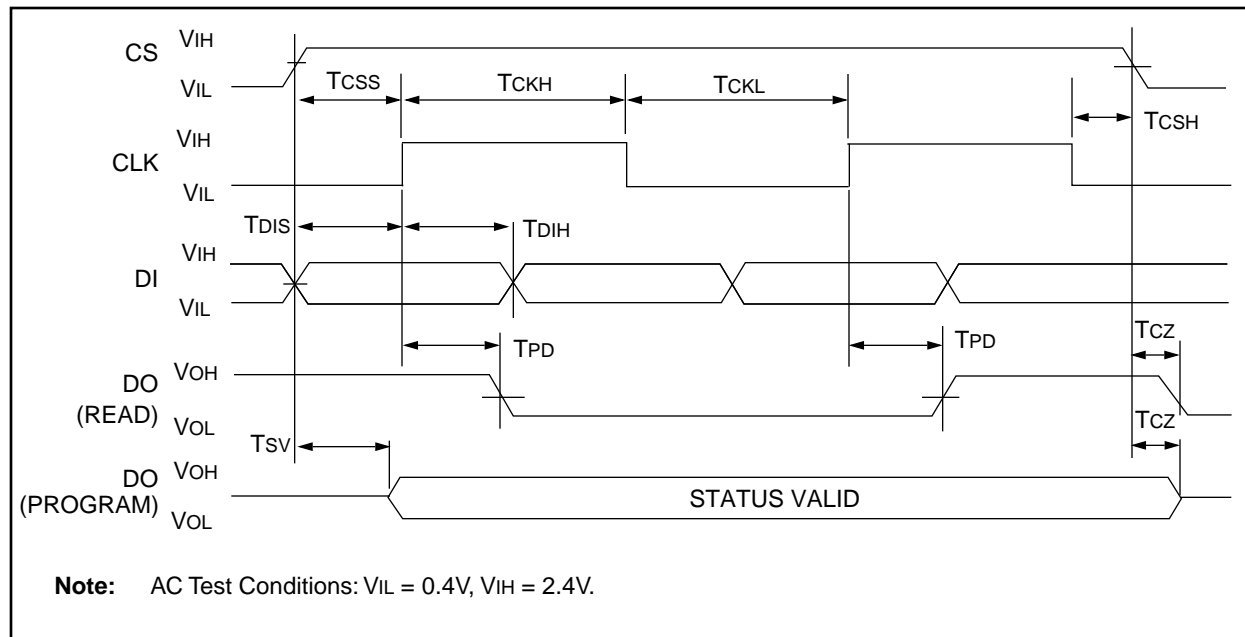 CS
VIH
VIL
TCSS
TCKH
TCKL
TCSH
CLK
VIH
VIL
TDIS
TDIH
DI
VIH
VIL
TPD
TPD
TCZ
DO
(READ)
VOH
VOL
TCZ
TSV
DO
(PROGRAM)
VOH
VOL
STATUS VALID
Note: AC Test Conditions: VIL = 0.4V, VIH = 2.4V.